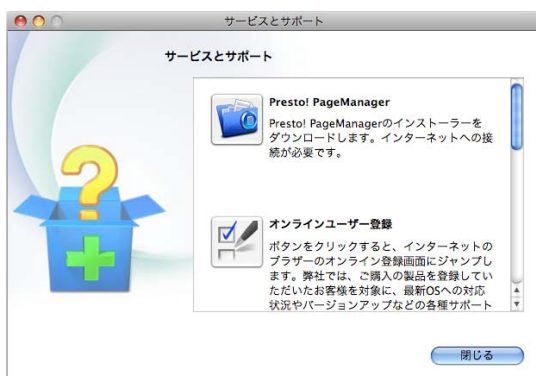 サービスとサポート
サービスとサポート
Presto! PageManager
Presto! PageManagerのインストーラーを
ダウンロードします。インターネットへの接
続が必要です。
オンラインユーザー登録
ボタンをクリックすると、インターネットの
ブラザーのオンライン登録画面にジャンプし
ます。弊社では、ご購入の製品を登録してい
ただいたお客様を対象に、最新OSへの対応
状況やバージョンアップなどの各種サポート
閉じる